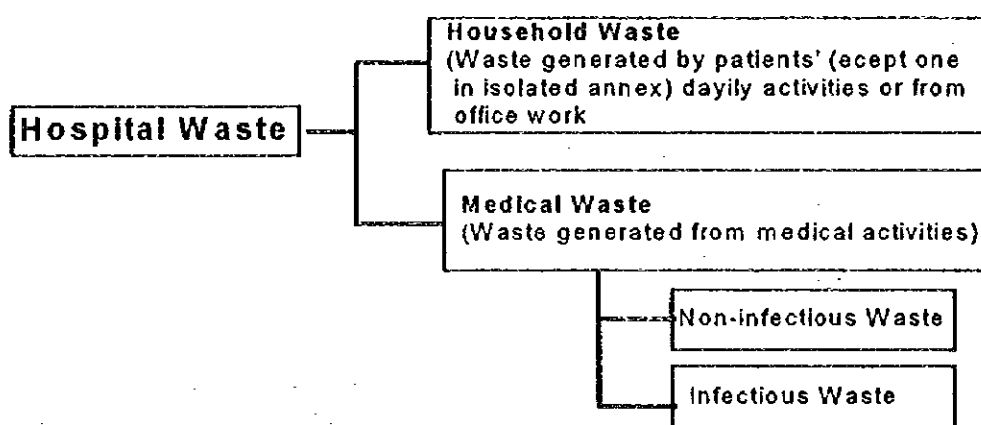 Household Waste
(Waste generated by patients' (ecept one
in isolated annex) dayily activities or from
office work
Hospital Waste
Medical Waste
(Waste generated from medical activities)
Non-infectious Waste
Infectious Waste